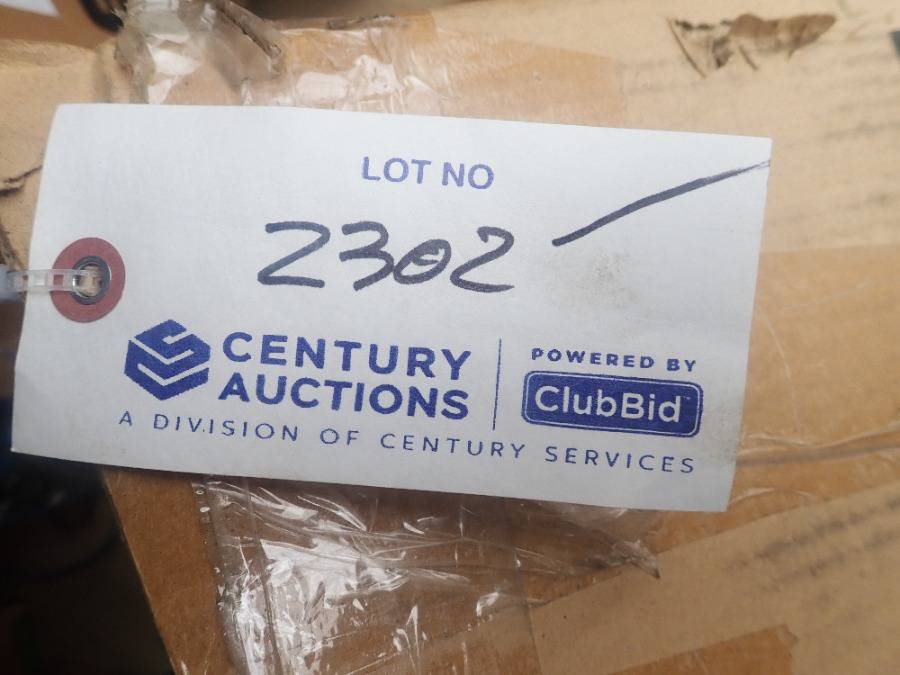 LOT NO
2302
CENTURY
AUCTIONS
A DIVISION OF CENTURY SERVICES
POWERED BY
ClubBid